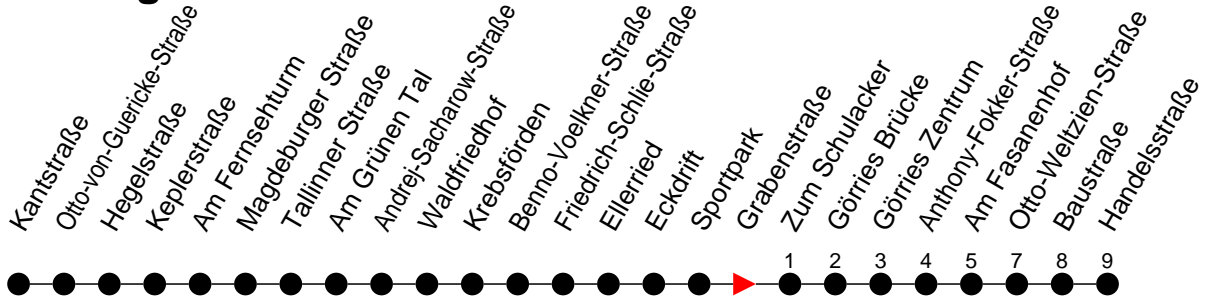 Kantstraße
Otto-von-Guericke-Straße
Hegelstraße
Keplerstraße
Am Fernsehturm
Magdeburger Straße
Tallinner Straße
Am Grünen Tal
Andrej-Sacharow-Straße
Waldfriedhof
Krebsförden
Benno-Voelkner-Straße
Friedrich-Schlie-Straße
Ellerried
Eckdrift
Sportpark
Grabenstraße
Zum Schulacker
Görries Brücke
Görries Zentrum
Anthony-Fokker-Straße
Am Fasanenhof
Otto-Weltzien-Straße
Baustraße
Handelsstraße
1 2 3 4 5 7 8 9